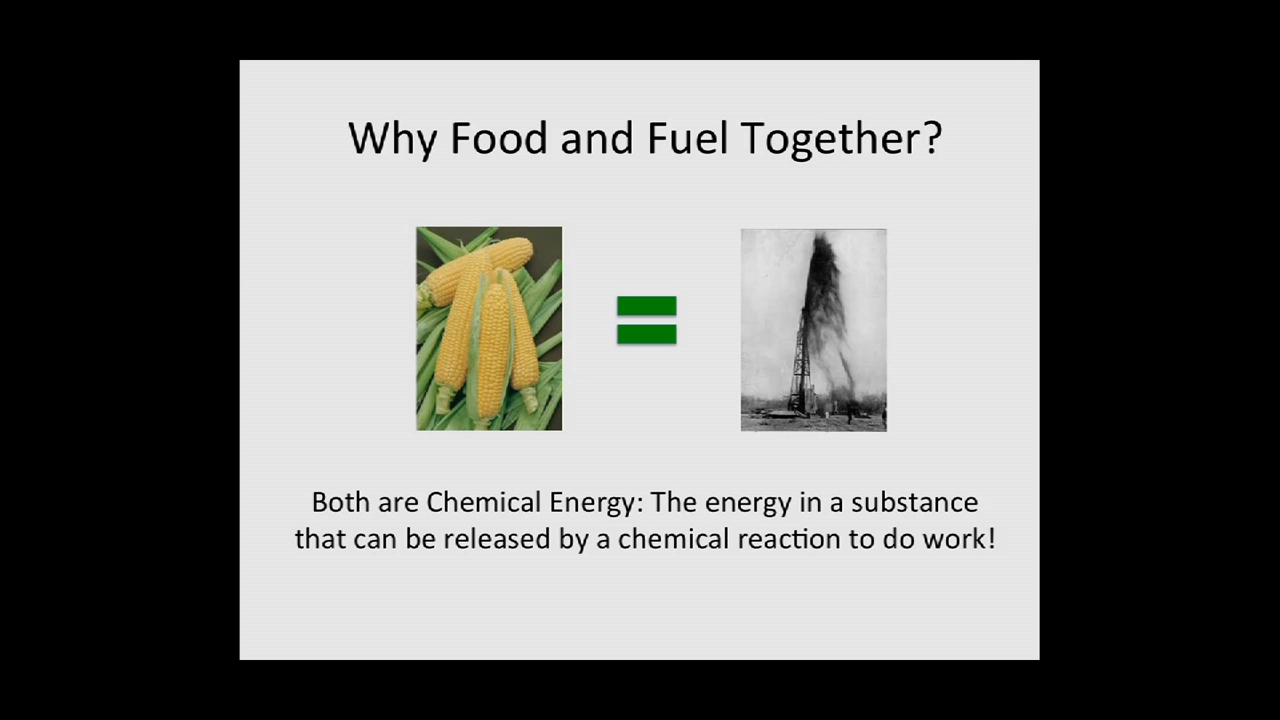 Why Food and Fuel Together?
Both are Chemical Energy: The energy in a substance
that can be released by a chemical reaction to do work!